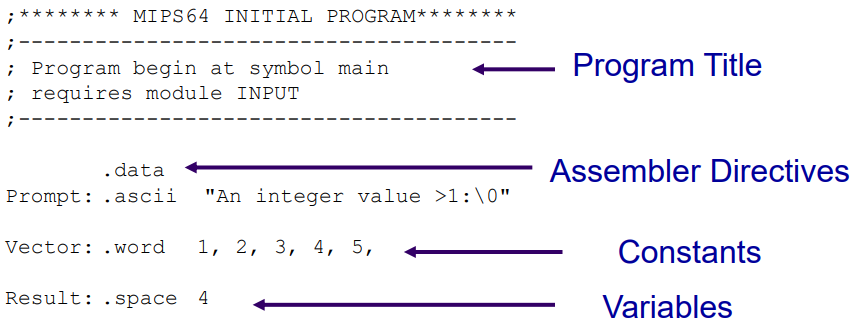 ;******** MIPS64 INITIAL PROGRAM********
;---------------------------------------
; Program begin at symbol main
Program Title
; requires module INPUT
;---------------------------------------
.data
Assembler Directives
Prompt: .ascii "An integer value >1:\0"
Vector: .word 1, 2, 3, 4, 5,
Constants
Result: .space 4
Variables